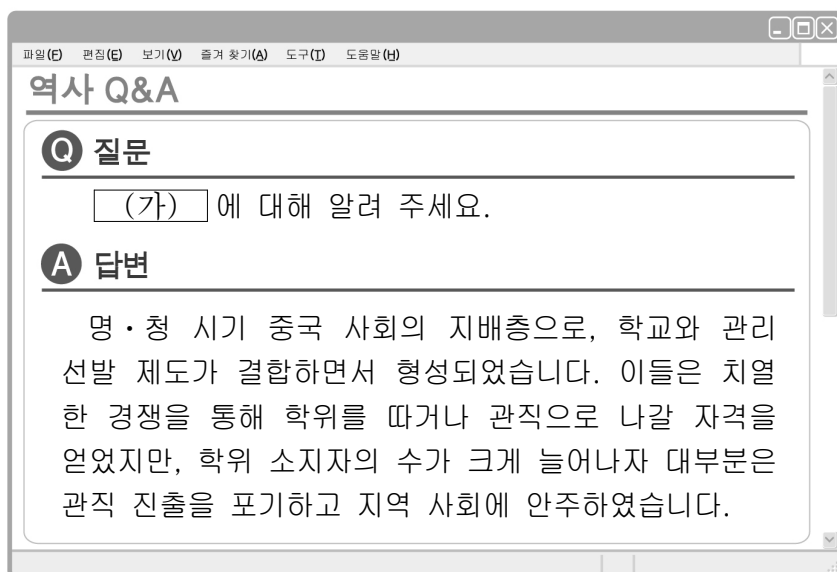 파일(F) 편집(E) 보기(V) 즐겨 찾기(A) 도구(T) 도움말(H)
역사 Q&A
Q 질문
(가) 에 대해 알려 주세요.
A 답변
명·청 시기 중국 사회의 지배층으로, 학교와 관리
선발 제도가 결합하면서 형성되었습니다. 이들은 치열
한 경쟁을 통해 학위를 따거나 관직으로 나갈 자격을
얻었지만, 학위 소지자의 수가 크게 늘어나자 대부분은
관직 진출을 포기하고 지역 사회에 안주하였습니다.